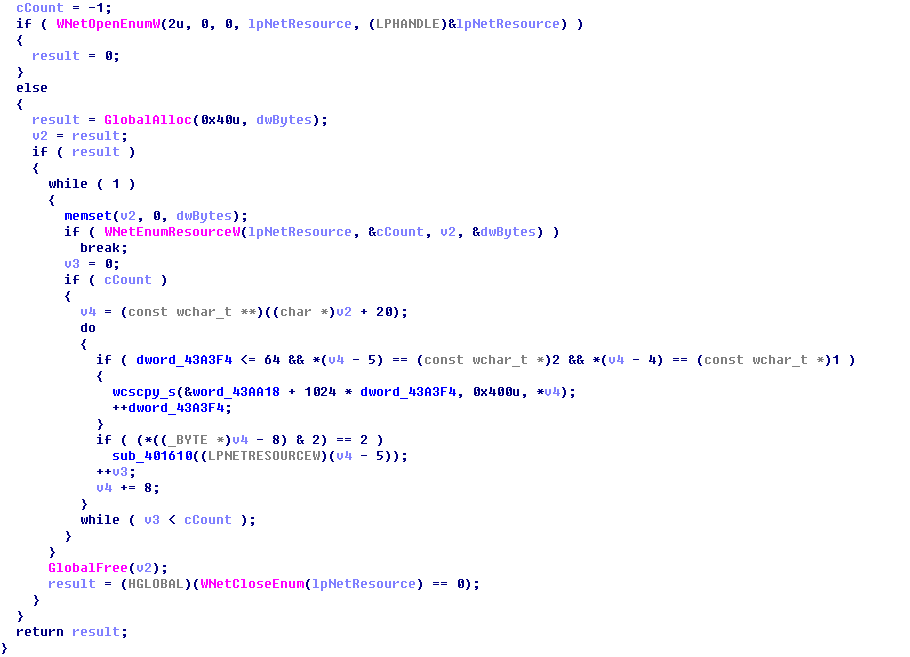 cCount = -1;
if ( WNetOpenEnumW(2u, 0, 0, lpNetResource, (LPHANDLE)&lpNetResource) )
{
result = 0;
}
else
{
result = GlobalAlloc(0x40u, dwBytes);
v2 = result;
if ( result )
{
while ( 1 )
{
memset(v2, 0, dwBytes);
if ( WNetEnumResourceW(lpNetResource, &cCount, v2, &dwBytes) )
break;
v3 = 0;
if ( cCount )
{
v4 = (const wchar_t **)((char *)v2 + 20);
do
{
if ( dword_43A3F4 <= 64 && *(v4 - 5) == (const wchar_t *)2 && *(v4 - 4) == (const wchar_t *)1 )
{
wcscpy_s(&word_43AA18 + 1024 * dword_43A3F4, 0x400u, *v4);
++dword_43A3F4;
}
if ( (*((_BYTE *)v4 - 8) & 2) == 2 )
sub_401610((LPNETRESOURCEW)(v4 - 5));
++v3;
v4 += 8;
}
while ( v3 < cCount );
}
}
GlobalFree(v2);
result = (HGLOBAL)(WNetCloseEnum(lpNetResource) == 0);
}
}
return result;
}